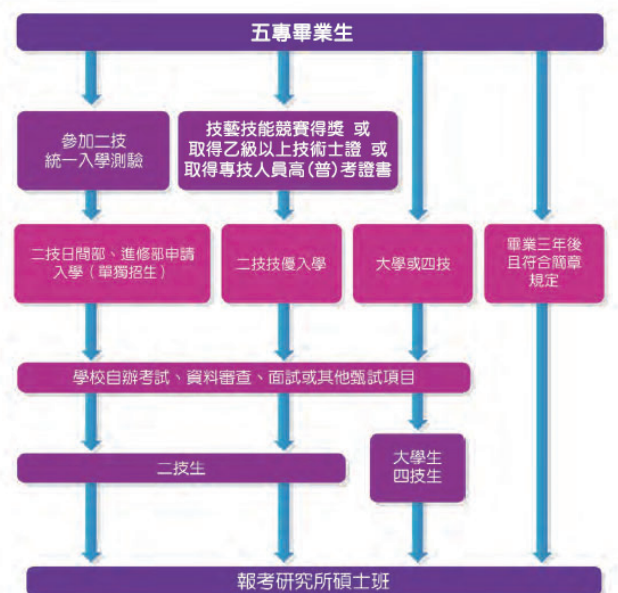 五專畢業生
參加二技
統一入學測驗
技藝技能競賽得獎 或
取得乙級以上技術士證 或
取得專技人員高(普)考證書
二技日間部、進修部申請
入學(單獨招生)
二技技優入學
大學或四技
畢業三年後
且符合簡章
規定
學校自辦考試、資料審查、面試或其他甄試項目
二技生
大學生
四技生
報考研究所碩士班